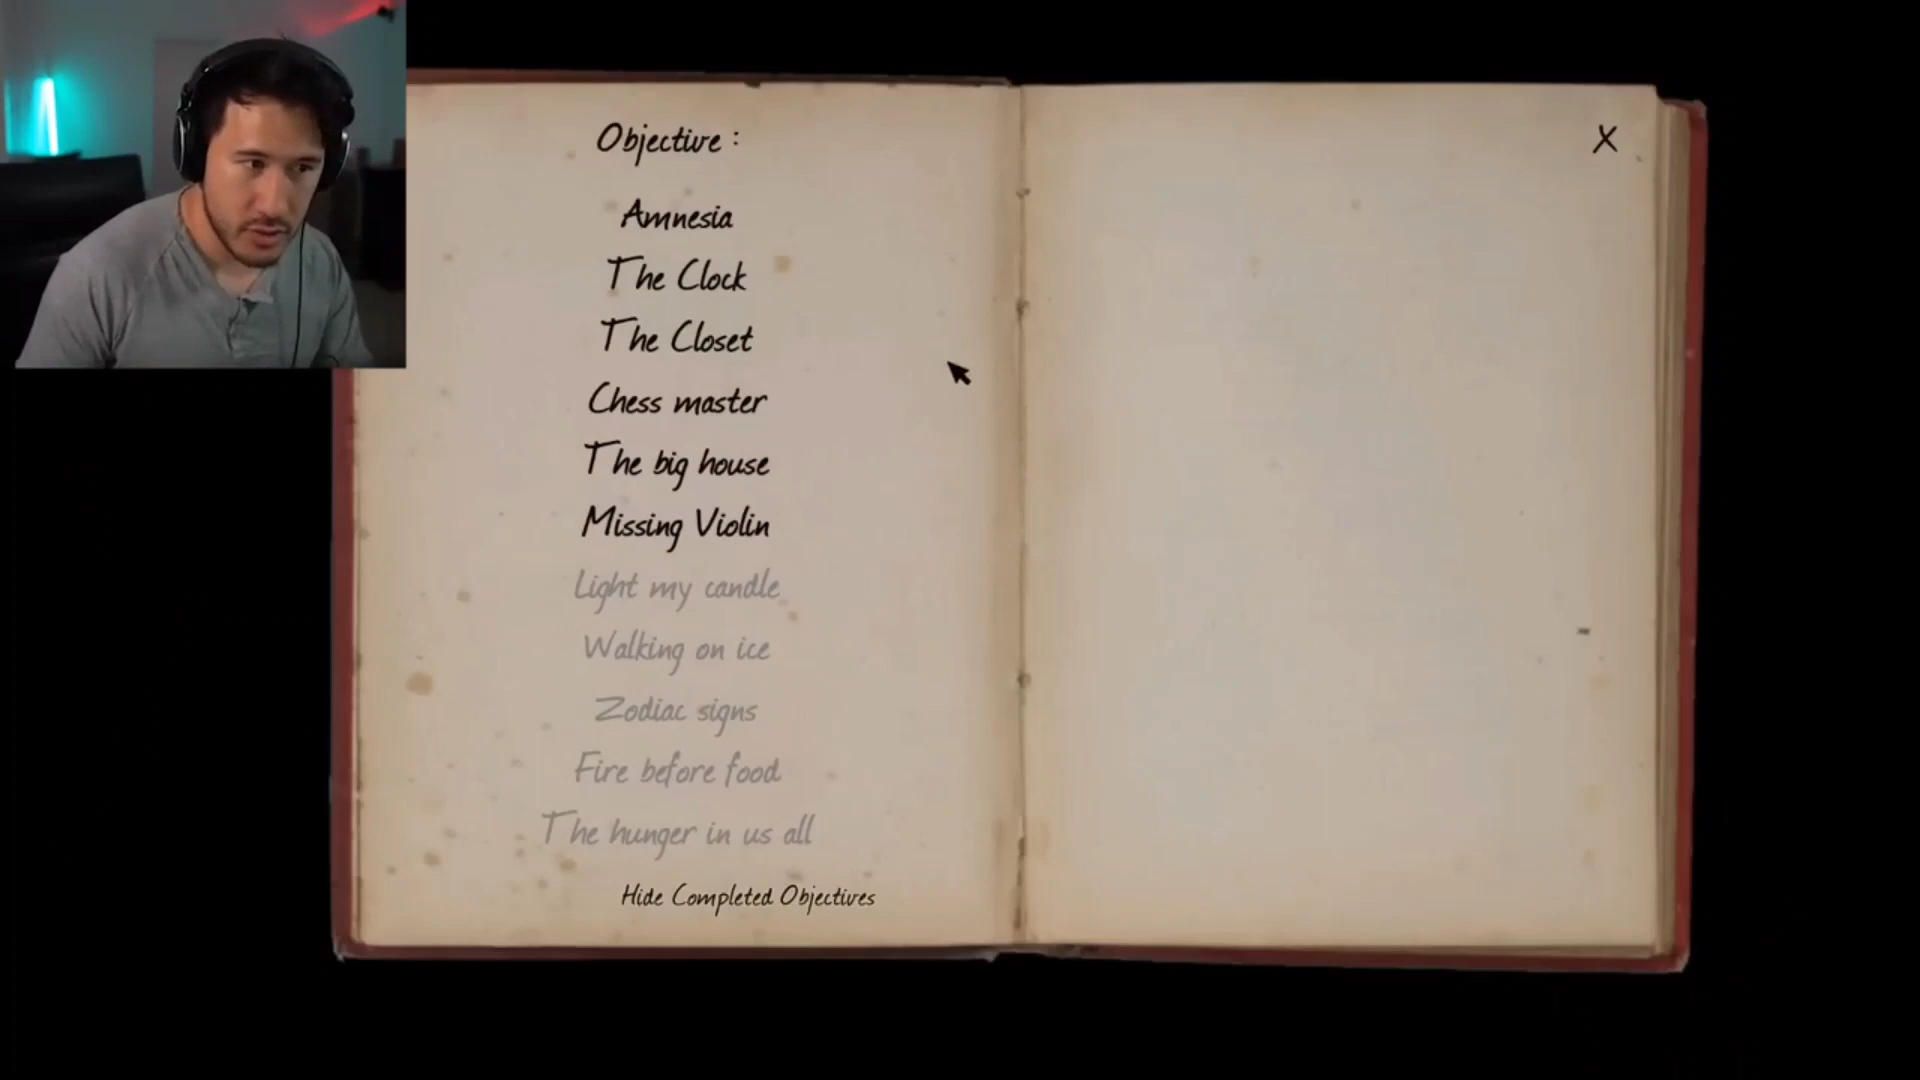 Objective :
X
Amnesia
The Clock
The Closet
Chess master
The big house
Missing Violin
Light my candle
Walking on ice
Zodiac signs
Fire before food
The hunger in us all
Hide Completed Objectives